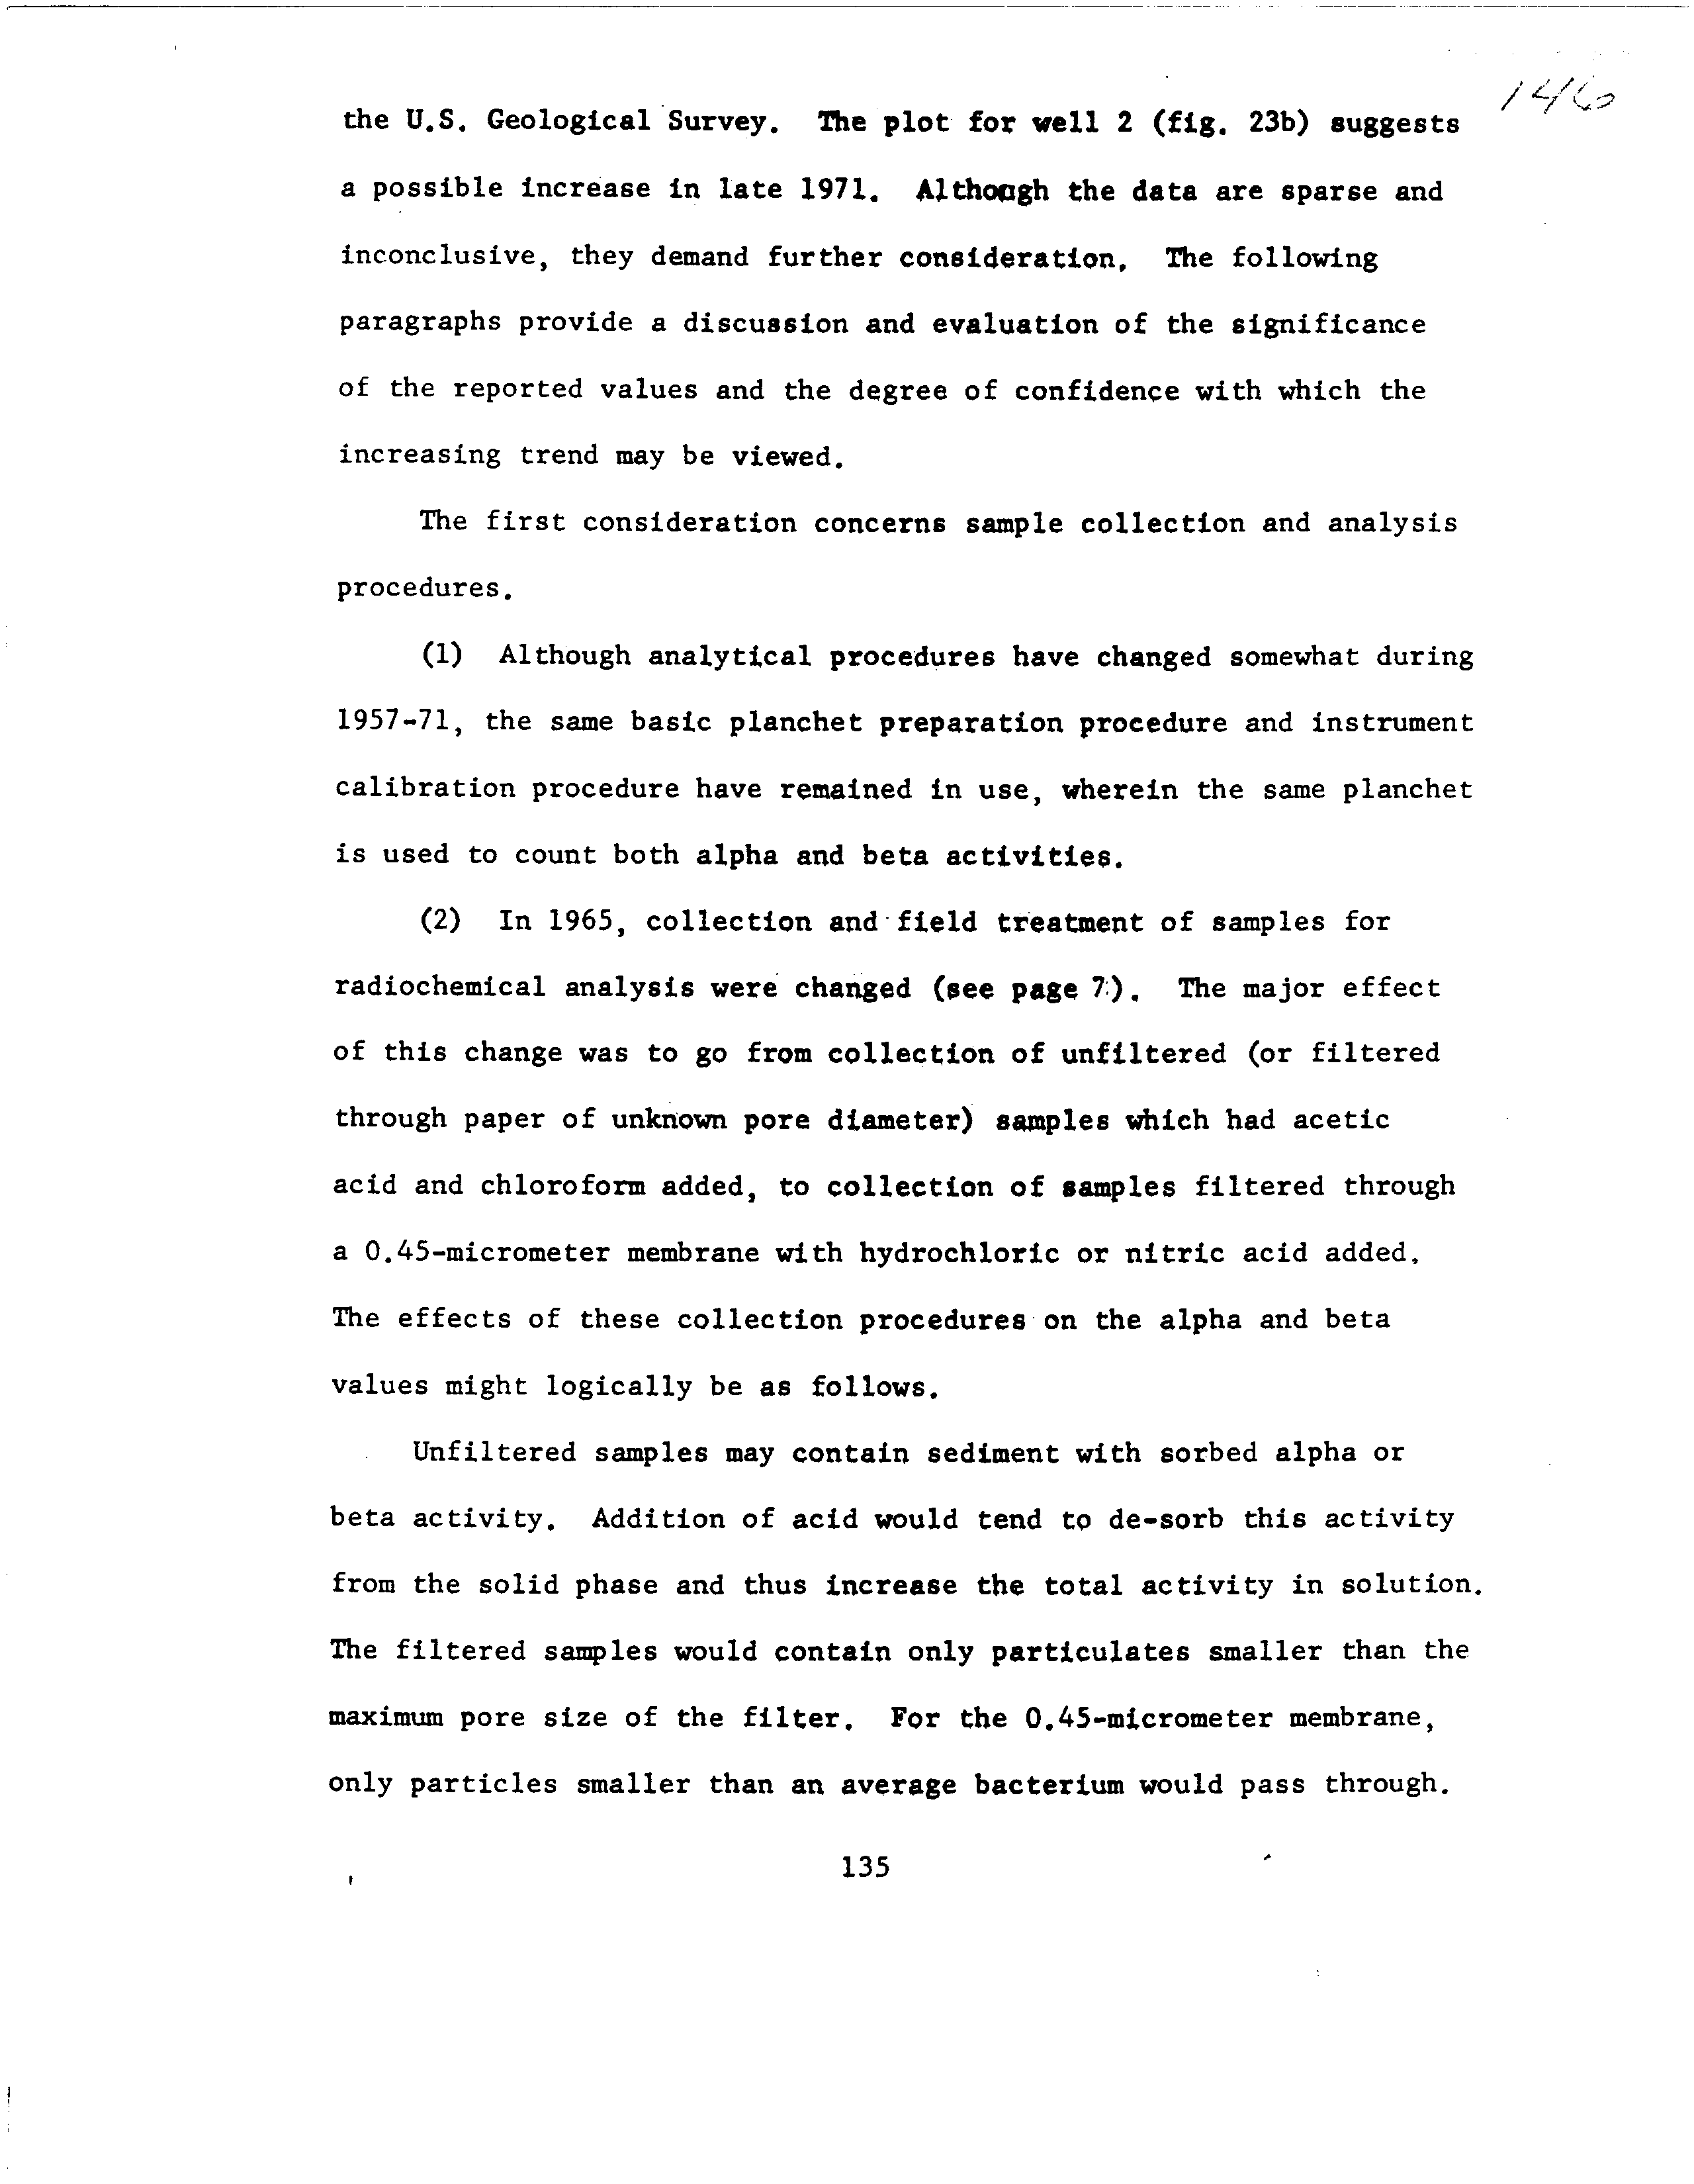 146
the U.S. Geological Survey. The plot for well 2 (fig. 23b) suggests
a possible increase in late 1971. Although the data are sparse and
inconclusive, they demand further consideration. The following
paragraphs provide a discussion and evaluation of the significance
of the reported values and the degree of confidence with which the
increasing trend may be viewed.
The first consideration concerns sample collection and analysis
procedures.
(1) Although analytical procedures have changed somewhat during
1957-71, the same basic planchet preparation procedure and instrument
calibration procedure have remained in use, wherein the same planchet
is used to count both alpha and beta activities.
(2) In 1965, collection and field treatment of samples for
radiochemical analysis were changed (see page 7). The major effect
of this change was to go from collection of unfiltered (or filtered
through paper of unknown pore diameter) samples which had acetic
acid and chloroform added, to collection of samples filtered through
a 0.45-micrometer membrane with hydrochloric or nitric acid added.
The effects of these collection procedures on the alpha and beta
values might logically be as follows.
Unfiltered samples may contain sediment with sorbed alpha or
beta activity. Addition of acid would tend to de-sorb this activity
from the solid phase and thus increase the total activity in solution.
The filtered samples would contain only particulates smaller than the
maximum pore size of the filter. For the 0.45-micrometer membrane,
only particles smaller than an average bacterium would pass through.
135